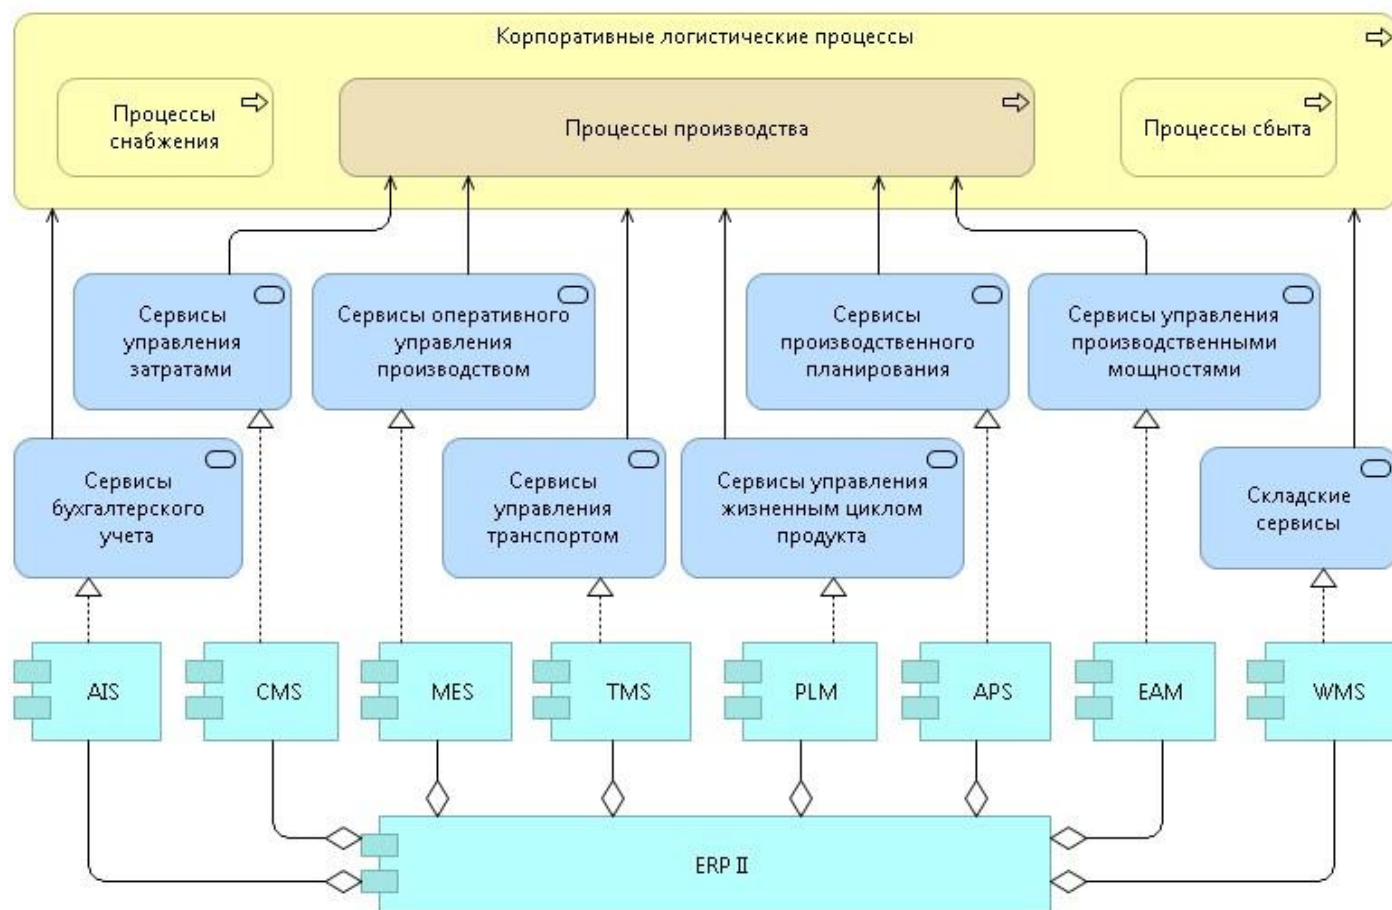 Корпоративные логистические процессы
Процессы
снабжения
Процессы производства
Процессы сбыта
Сервисы
управления
затратами
Сервисы оперативного
управления
производством
Сервисы
производственного
планирования
Сервисы управления
производственными
мощностями
Сервисы
бухгалтерского
учета
Сервисы
управления
транспортом
Сервисы управления
жизненным циклом
продукта
Складские
сервисы
AIS
CMS
MES
TMS
PLM
APS
EAM
WMS
ERP II